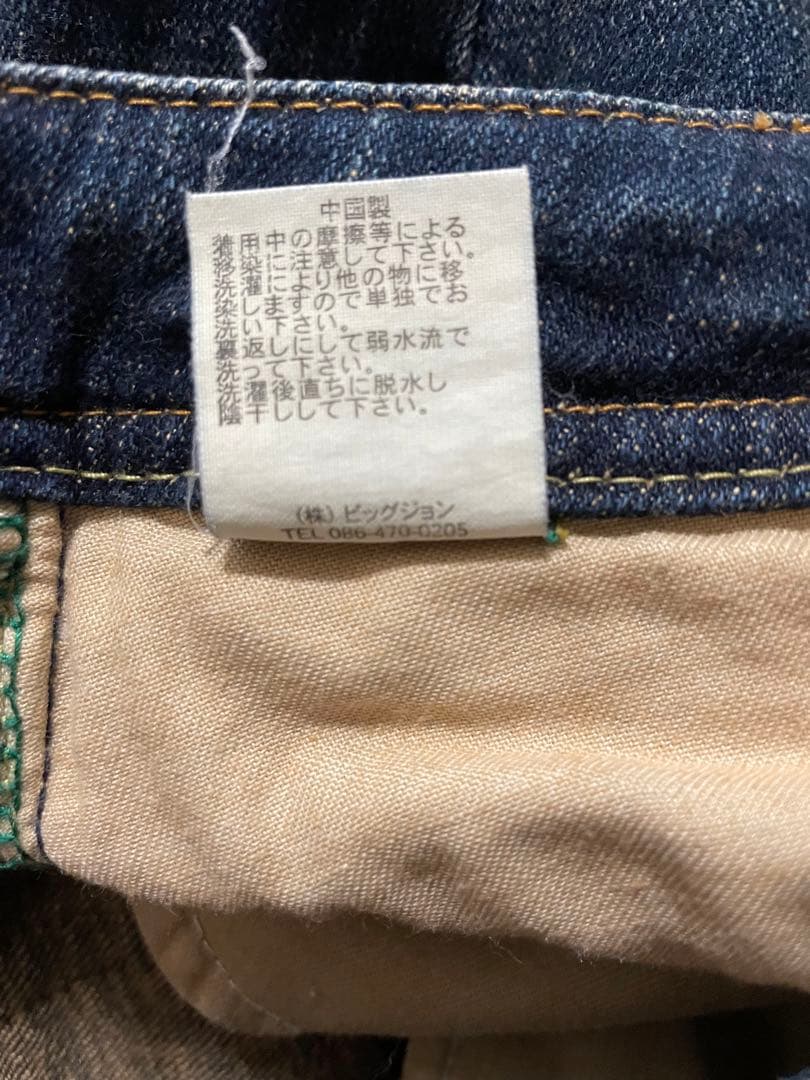 中国製
着用中の摩擦等による
移染に注意して下さい。
洗濯により他の物に移
染しますので単独でお
洗い下さい。
裏返しにして弱水流で
洗って下さい。
洗濯後直ちに脱水し
陰干しして下さい。
(株) ビッグジョン
TEL 086-470-0205